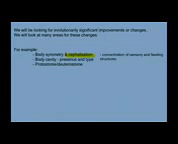 We will be looking for evolutionarily significant improvements or changes.
We will look at many areas for these changes.
For example:
- Body symmetry & cephalization - concentration of sensory and feeding structures
- Body cavity - presence and type
- Protostome/deuterostome